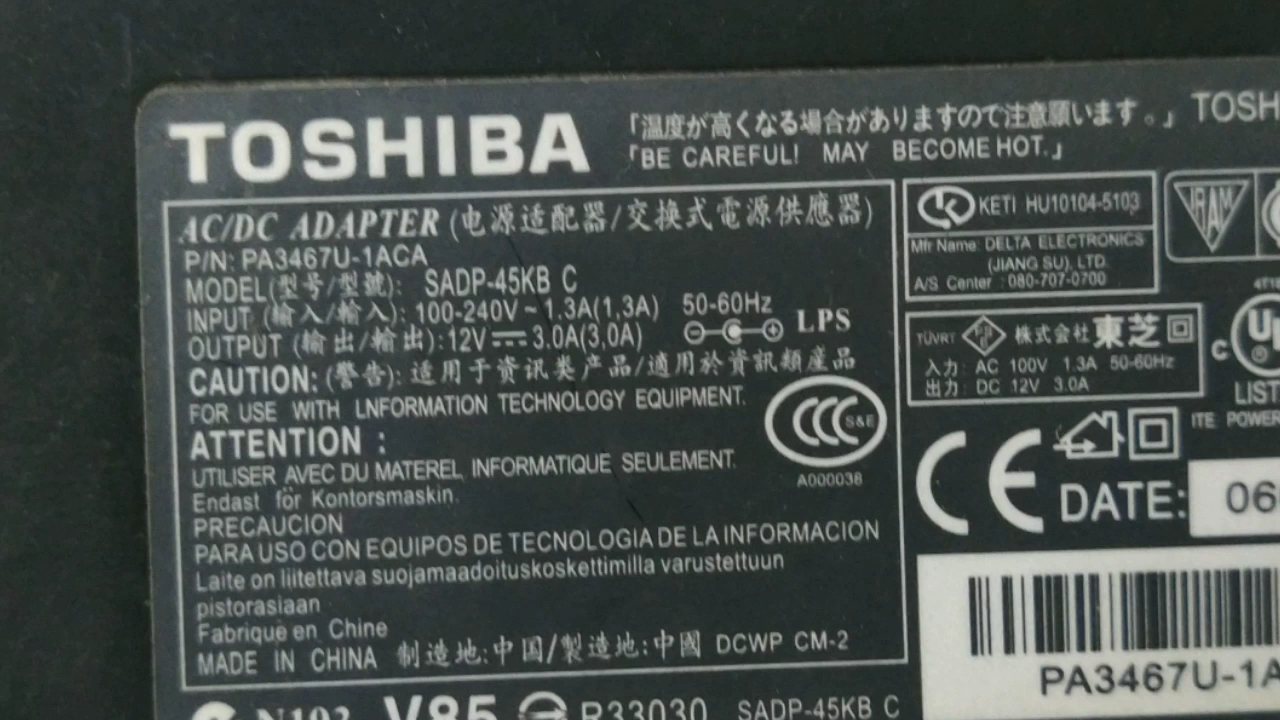 TOSHIBA
「温度が高くなる場合がありますので注意願います。」 TOSH
「BE CAREFUL! MAY BECOME HOT.」
AC/DC ADAPTER (电源适配器/交换式電源供應器)
P/N: PA3467U-1ACA
MODEL(型号/型號): SADP-45KB C
INPUT (输入/輸入): 100-240V ~ 1.3A(1,3A) 50-60Hz
OUTPUT (输出/輸出): 12V 3.0A(3,0A) LPS
CAUTION: (警告): 适用于资讯类产品/適用於資訊類産品
FOR USE WITH LNFORMATION TECHNOLOGY EQUIPMENT.
ATTENTION :
UTILISER AVEC DU MATEREL INFORMATIQUE SEULEMENT.
Endast för Kontorsmaskin.
PRECAUCION
PARA USO CON EQUIPOS DE TECNOLOGIA DE LA INFORMACION
Laite on liitettava suojamaadoituskoskettimilla varustettuun
pistorasiaan
Fabrique en Chine
MADE IN CHINA 制造地:中国/製造地:中國 DCWP CM-2
CCC S&E
A000038
KETI HU10104-5103
Mfr Name: DELTA ELECTRONICS
(JIANG SU), LTD.
A/S Center : 080-707-0700
IRAM
TÜVRT PSE 株式会社 東芝
入力: AC 100V 1.3A 50-60Hz
出力: DC 12V 3.0A
C UL
LIST
ITE POWER
CE
DATE: 06
PA3467U-1A
N193 V85 R33030 SADP-45KB C